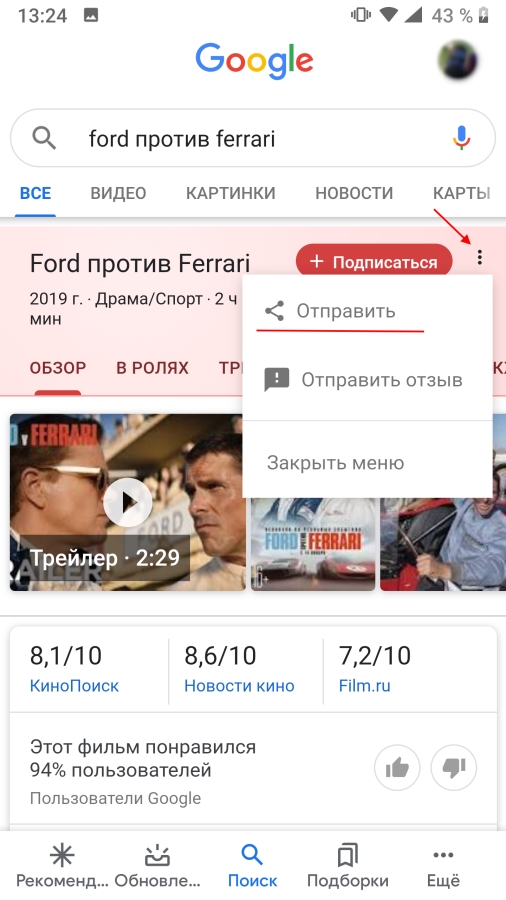 13:24
43 %
Google
ford против ferrari
ВСЕ ВИДЕО КАРТИНКИ НОВОСТИ КАРТЫ
Ford против Ferrari
+ Подписаться
2019 г. · Драма/Спорт · 2 ч
мин
Отправить
Отправить отзыв
Закрыть меню
ОБЗОР В РОЛЯХ ТР
FERRARI
FORD
Трейлер · 2:29
FORD
FERRARI
16+
8,1/10 8,6/10 7,2/10
КиноПоиск Новости кино Film.ru
Этот фильм понравился
94% пользователей
Пользователи Google
Рекоменд... Обновле... Поиск Подборки Ещё